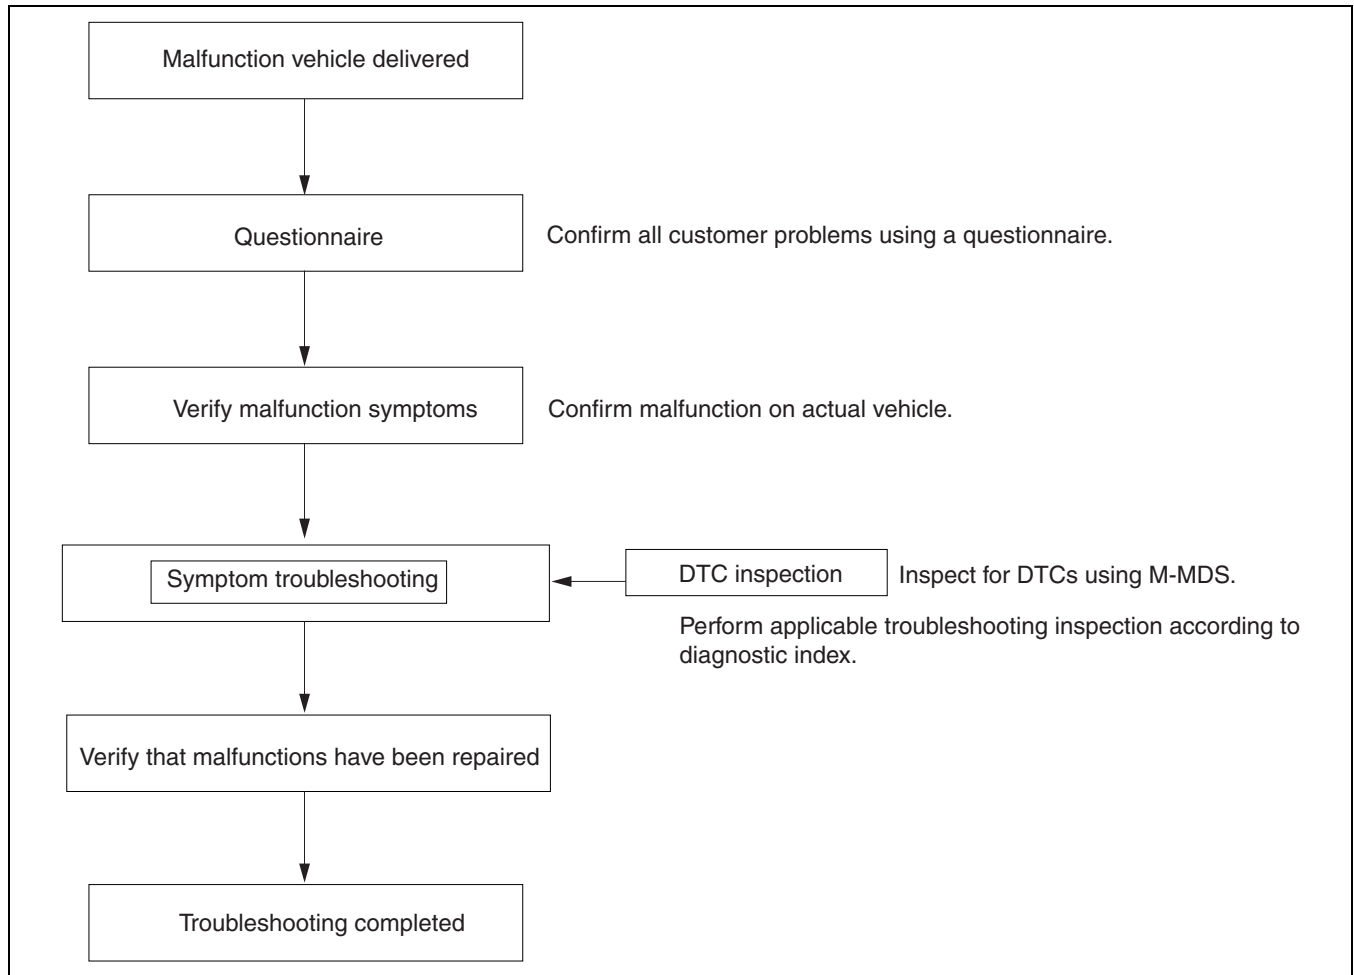 Malfunction vehicle delivered
Questionnaire
Confirm all customer problems using a questionnaire.
Verify malfunction symptoms
Confirm malfunction on actual vehicle.
Symptom troubleshooting
DTC inspection
Inspect for DTCs using M-MDS.
Perform applicable troubleshooting inspection according to
diagnostic index.
Verify that malfunctions have been repaired
Troubleshooting completed